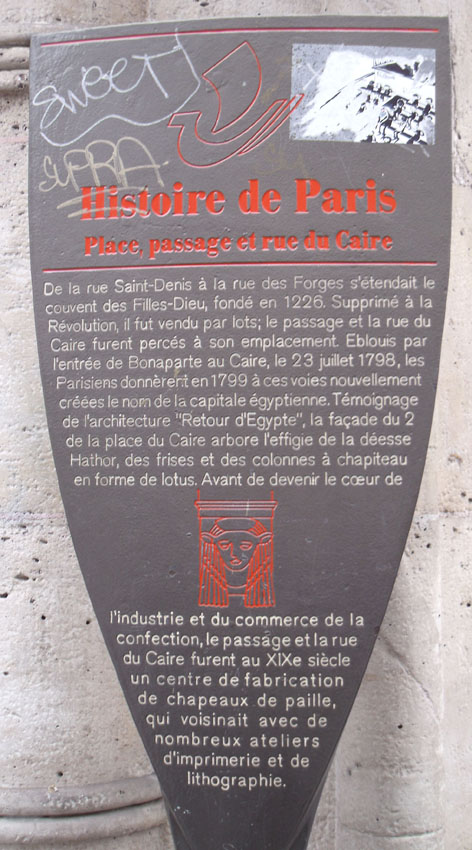 SWEET
SUPRA
Histoire de Paris
Place, passage et rue du Caire
De la rue Saint-Denis à la rue des Forges s'étendait le
couvent des Filles-Dieu, fondé en 1226. Supprimé à la
Révolution, il fut vendu par lots; le passage et la rue du
Caire furent percés à son emplacement. Eblouis par
l'entrée de Bonaparte au Caire, le 23 juillet 1798, les
Parisiens donnèrent en 1799 à ces voies nouvellement
créées le nom de la capitale égyptienne. Témoignage
de l'architecture "Retour d'Egypte", la façade du 2
de la place du Caire arbore l'effigie de la déesse
Hathor, des frises et des colonnes à chapiteau
en forme de lotus. Avant de devenir le cœur de
l'industrie et du commerce de la
confection, le passage et la rue
du Caire furent au XIXe siècle
un centre de fabrication
de chapeaux de paille,
qui voisinait avec de
nombreux ateliers
d'imprimerie et de
lithographie.